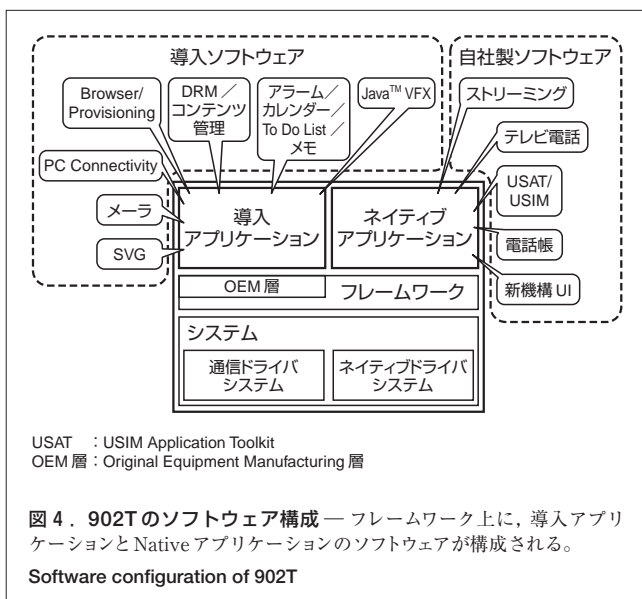 導入ソフトウェア
自社製ソフトウェア
Browser/
Provisioning
DRM/
コンテンツ
管理
アラーム/
カレンダー/
To Do List/
メモ
Java™ VFX
ストリーミング
PC Connectivity
テレビ電話
メーラ
USAT/
USIM
SVG
電話帳
新機構 UI
導入
アプリケーション
ネイティブ
アプリケーション
OEM 層
フレームワーク
システム
通信ドライバ
システム
ネイティブドライバ
システム
USAT :USIM Application Toolkit
OEM 層:Original Equipment Manufacturing 層
図 4.902T のソフトウェア構成 — フレームワーク上に,導入アプリ
ケーションと Native アプリケーションのソフトウェアが構成される。
Software configuration of 902T